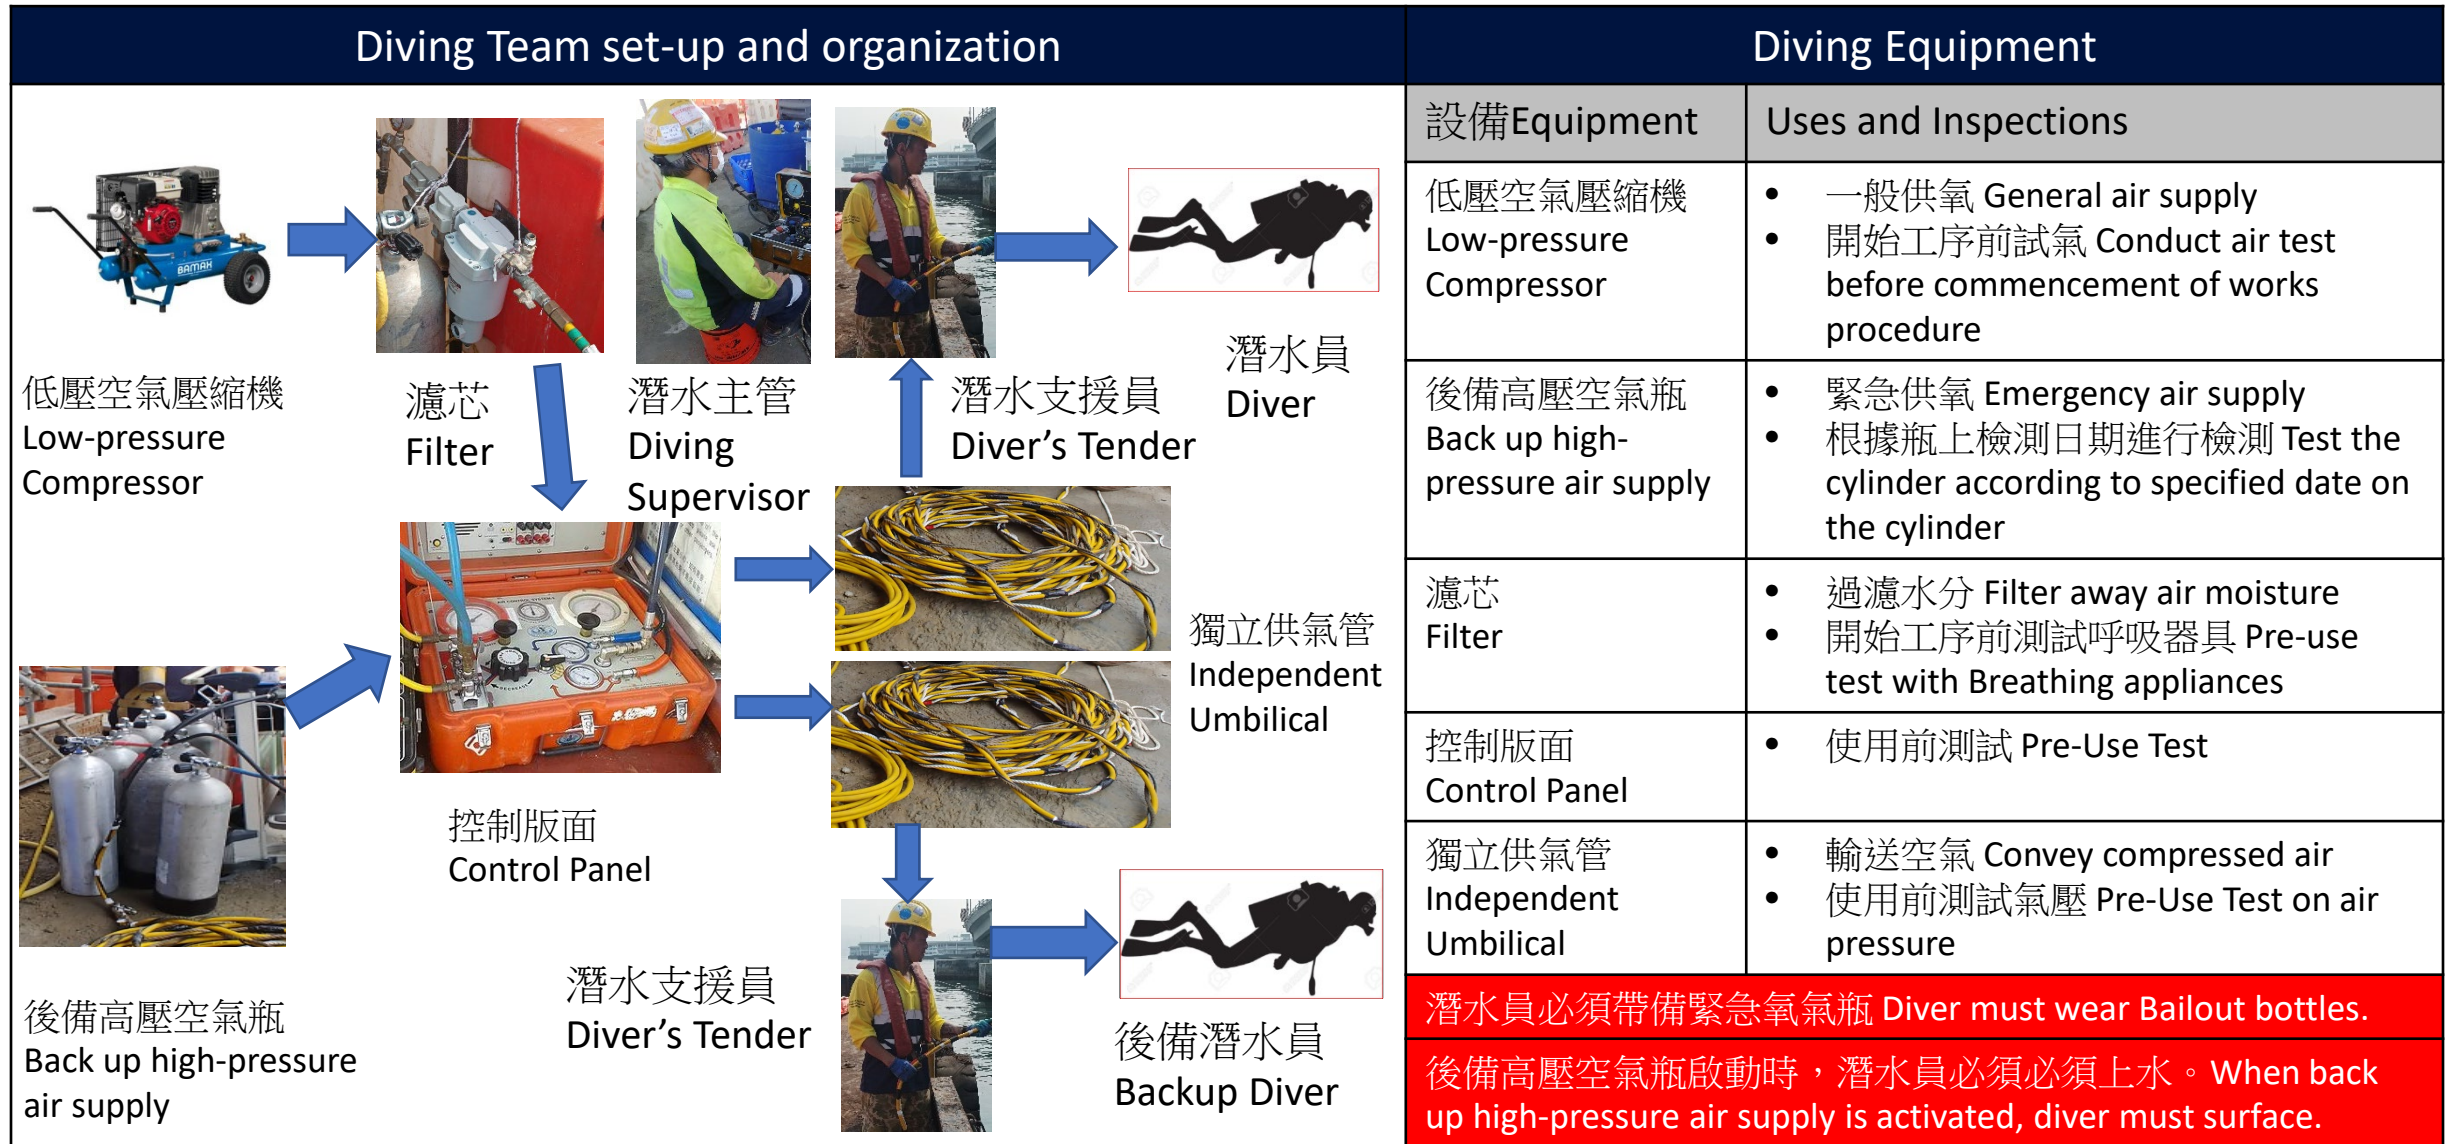 Diving Team set-up and organization
低壓空氣壓縮機
Low-pressure
Compressor
濾芯
Filter
潛水主管
Diving
Supervisor
潛水支援員
Diver's Tender
潛水員
Diver
BAMAX
控制版面
Control Panel
獨立供氣管
Independent
Umbilical
後備高壓空氣瓶
Back up high-pressure
air supply
潛水支援員
Diver's Tender
後備潛水員
Backup Diver
Diving Equipment
設備Equipment
Uses and Inspections
低壓空氣壓縮機
Low-pressure
Compressor
• 一般供氧 General air supply
• 開始工序前試氣 Conduct air test
before commencement of works
procedure
後備高壓空氣瓶
Back up high-
pressure air supply
• 緊急供氧 Emergency air supply
• 根據瓶上檢測日期進行檢測 Test the
cylinder according to specified date on
the cylinder
濾芯
Filter
• 過濾水分 Filter away air moisture
• 開始工序前測試呼吸器具 Pre-use
test with Breathing appliances
控制版面
Control Panel
• 使用前測試 Pre-Use Test
獨立供氣管
Independent
Umbilical
• 輸送空氣 Convey compressed air
• 使用前測試氣壓 Pre-Use Test on air
pressure
潛水員必須帶備緊急氧氣瓶 Diver must wear Bailout bottles.
後備高壓空氣瓶啟動時，潛水員必須必須上水。When back
up high-pressure air supply is activated, diver must surface.